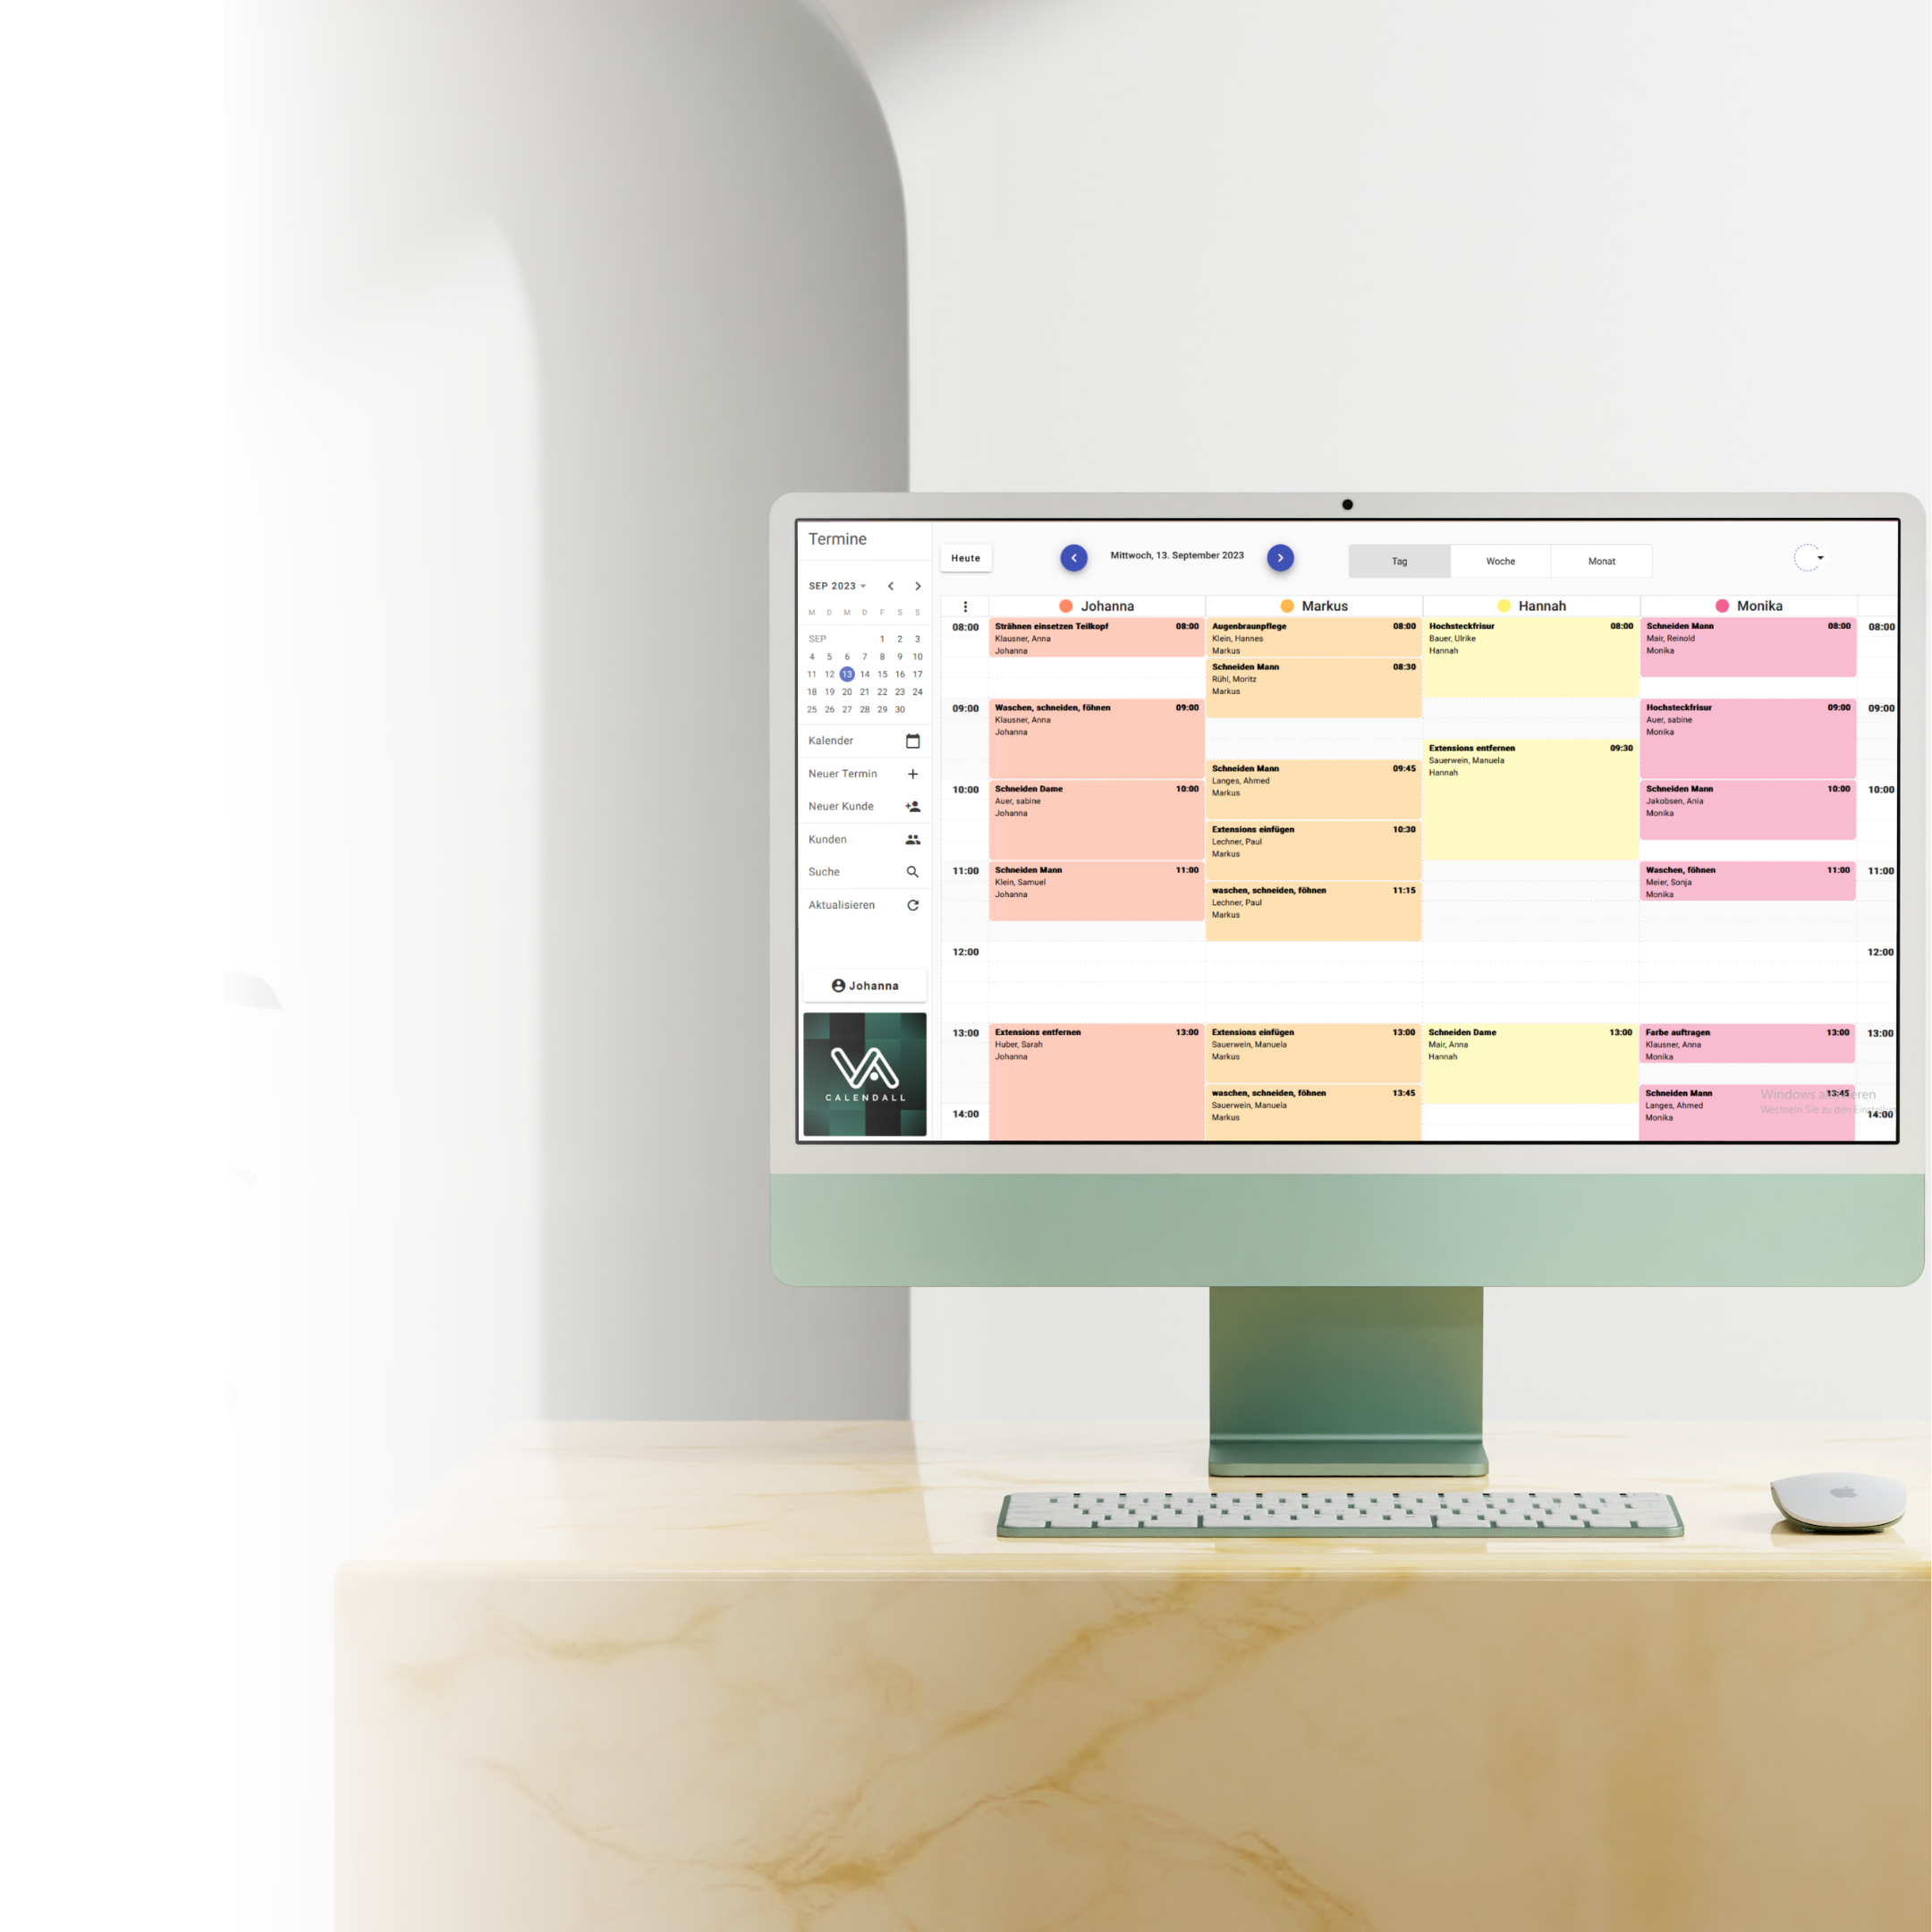 Termine
SEP 2023
M D M D F S S
SEP 1 2 3
4 5 6 7 8 9 10
11 12 13 14 15 16 17
18 19 20 21 22 23 24
25 26 27 28 29 30
Kalender
Neuer Termin
Neuer Kunde
Kunden
Suche
Aktualisieren
Johanna
VA
CALENDALL
Heute
Mittwoch, 13. September 2023
Tag Woche Monat
Johanna Markus Hannah Monika
08:00
09:00
10:00
11:00
12:00
13:00
14:00
Strähnen einsetzen Teilkopf 08:00
Klausner, Anna
Johanna
Waschen, schneiden, föhnen 09:00
Klausner, Anna
Johanna
Schneiden Dame 10:00
Auer, sabine
Johanna
Schneiden Mann 11:00
Klein, Samuel
Johanna
Extensions entfernen 13:00
Huber, Sarah
Johanna
Augenbraunpflege 08:00
Klein, Hannes
Markus
Schneiden Mann 08:30
Rühl, Moritz
Markus
Schneiden Mann 09:45
Langes, Ahmed
Markus
Extensions einfügen 10:30
Lechner, Paul
Markus
waschen, schneiden, föhnen 11:15
Lechner, Paul
Markus
Extensions einfügen 13:00
Sauerwein, Manuela
Markus
waschen, schneiden, föhnen 13:45
Sauerwein, Manuela
Markus
Hochsteckfrisur 08:00
Bauer, Ulrike
Hannah
Extensions entfernen 09:30
Sauerwein, Manuela
Hannah
Schneiden Dame 13:00
Mair, Anna
Hannah
Schneiden Mann 08:00
Mair, Reinold
Monika
Hochsteckfrisur 09:00
Auer, sabine
Monika
Schneiden Mann 10:00
Jakobsen, Ania
Monika
Waschen, föhnen 11:00
Meier, Sonja
Monika
Farbe auftragen 13:00
Klausner, Anna
Monika
Schneiden Mann 13:45
Langes, Ahmed
Monika
Windows
Wechseln Sie zu den
08:00
09:00
10:00
11:00
12:00
13:00
14:00